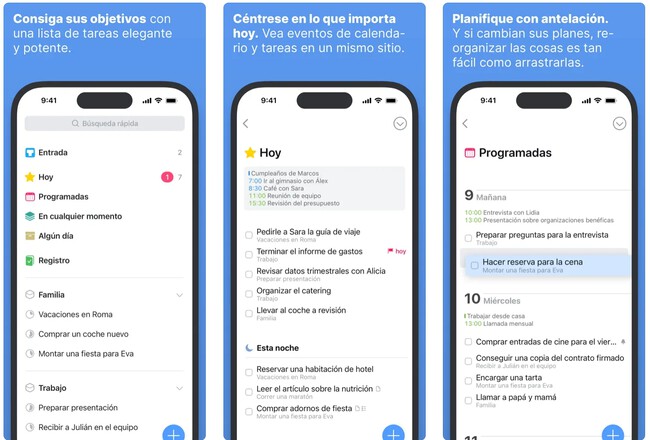 Consiga sus objetivos con
una lista de tareas elegante
y potente.
9:41
Búsqueda rápida
Entrada 2
Hoy 1 7
Programadas
En cualquier momento
Algún día
Registro
Familia
Vacaciones en Roma
Comprar un coche nuevo
Montar una fiesta para Eva
Trabajo
Preparar presentación
Recibir a Julián en el equipo
Céntrese en lo que importa
hoy. Vea eventos de calenda-
rio y tareas en un mismo sitio.
9:41
Hoy
Cumpleaños de Marcos
7:00 Ir al gimnasio con Álex
8:30 Café con Sara
11:00 Reunión de equipo
15:30 Revisión del presupuesto
Pedirle a Sara la guía de viaje
Vacaciones en Roma
Terminar el informe de gastos hoy
Trabajo
Revisar datos trimestrales con Alicia
Preparar presentación
Organizar el catering
Trabajo
Llevar al coche a revisión
Familia
Esta noche
Reservar una habitación de hotel
Vacaciones en Roma
Leer el artículo sobre la nutrición
Correr una maratón
Comprar adornos de fiesta
Montar una fiesta para Eva
Planifique con antelación.
Y si cambian sus planes, re-
organizar las cosas es tan
fácil como arrastrarlas.
9:41
Programadas
9 Mañana
10:00 Entrevista con Lidia
13:00 Presentación sobre organizaciones benéficas
Preparar preguntas para la entrevista
Trabajo
Hacer reserva para la cena
Montar una fiesta para Eva
10 Miércoles
Trabajar desde casa
13:00 Llamada mensual
Comprar entradas de cine para el vier...
Conseguir una copia del contrato firmado
Recibir a Julián en el equipo
Encargar una tarta
Montar una fiesta para Eva
Llamar a papá y mamá
Familia